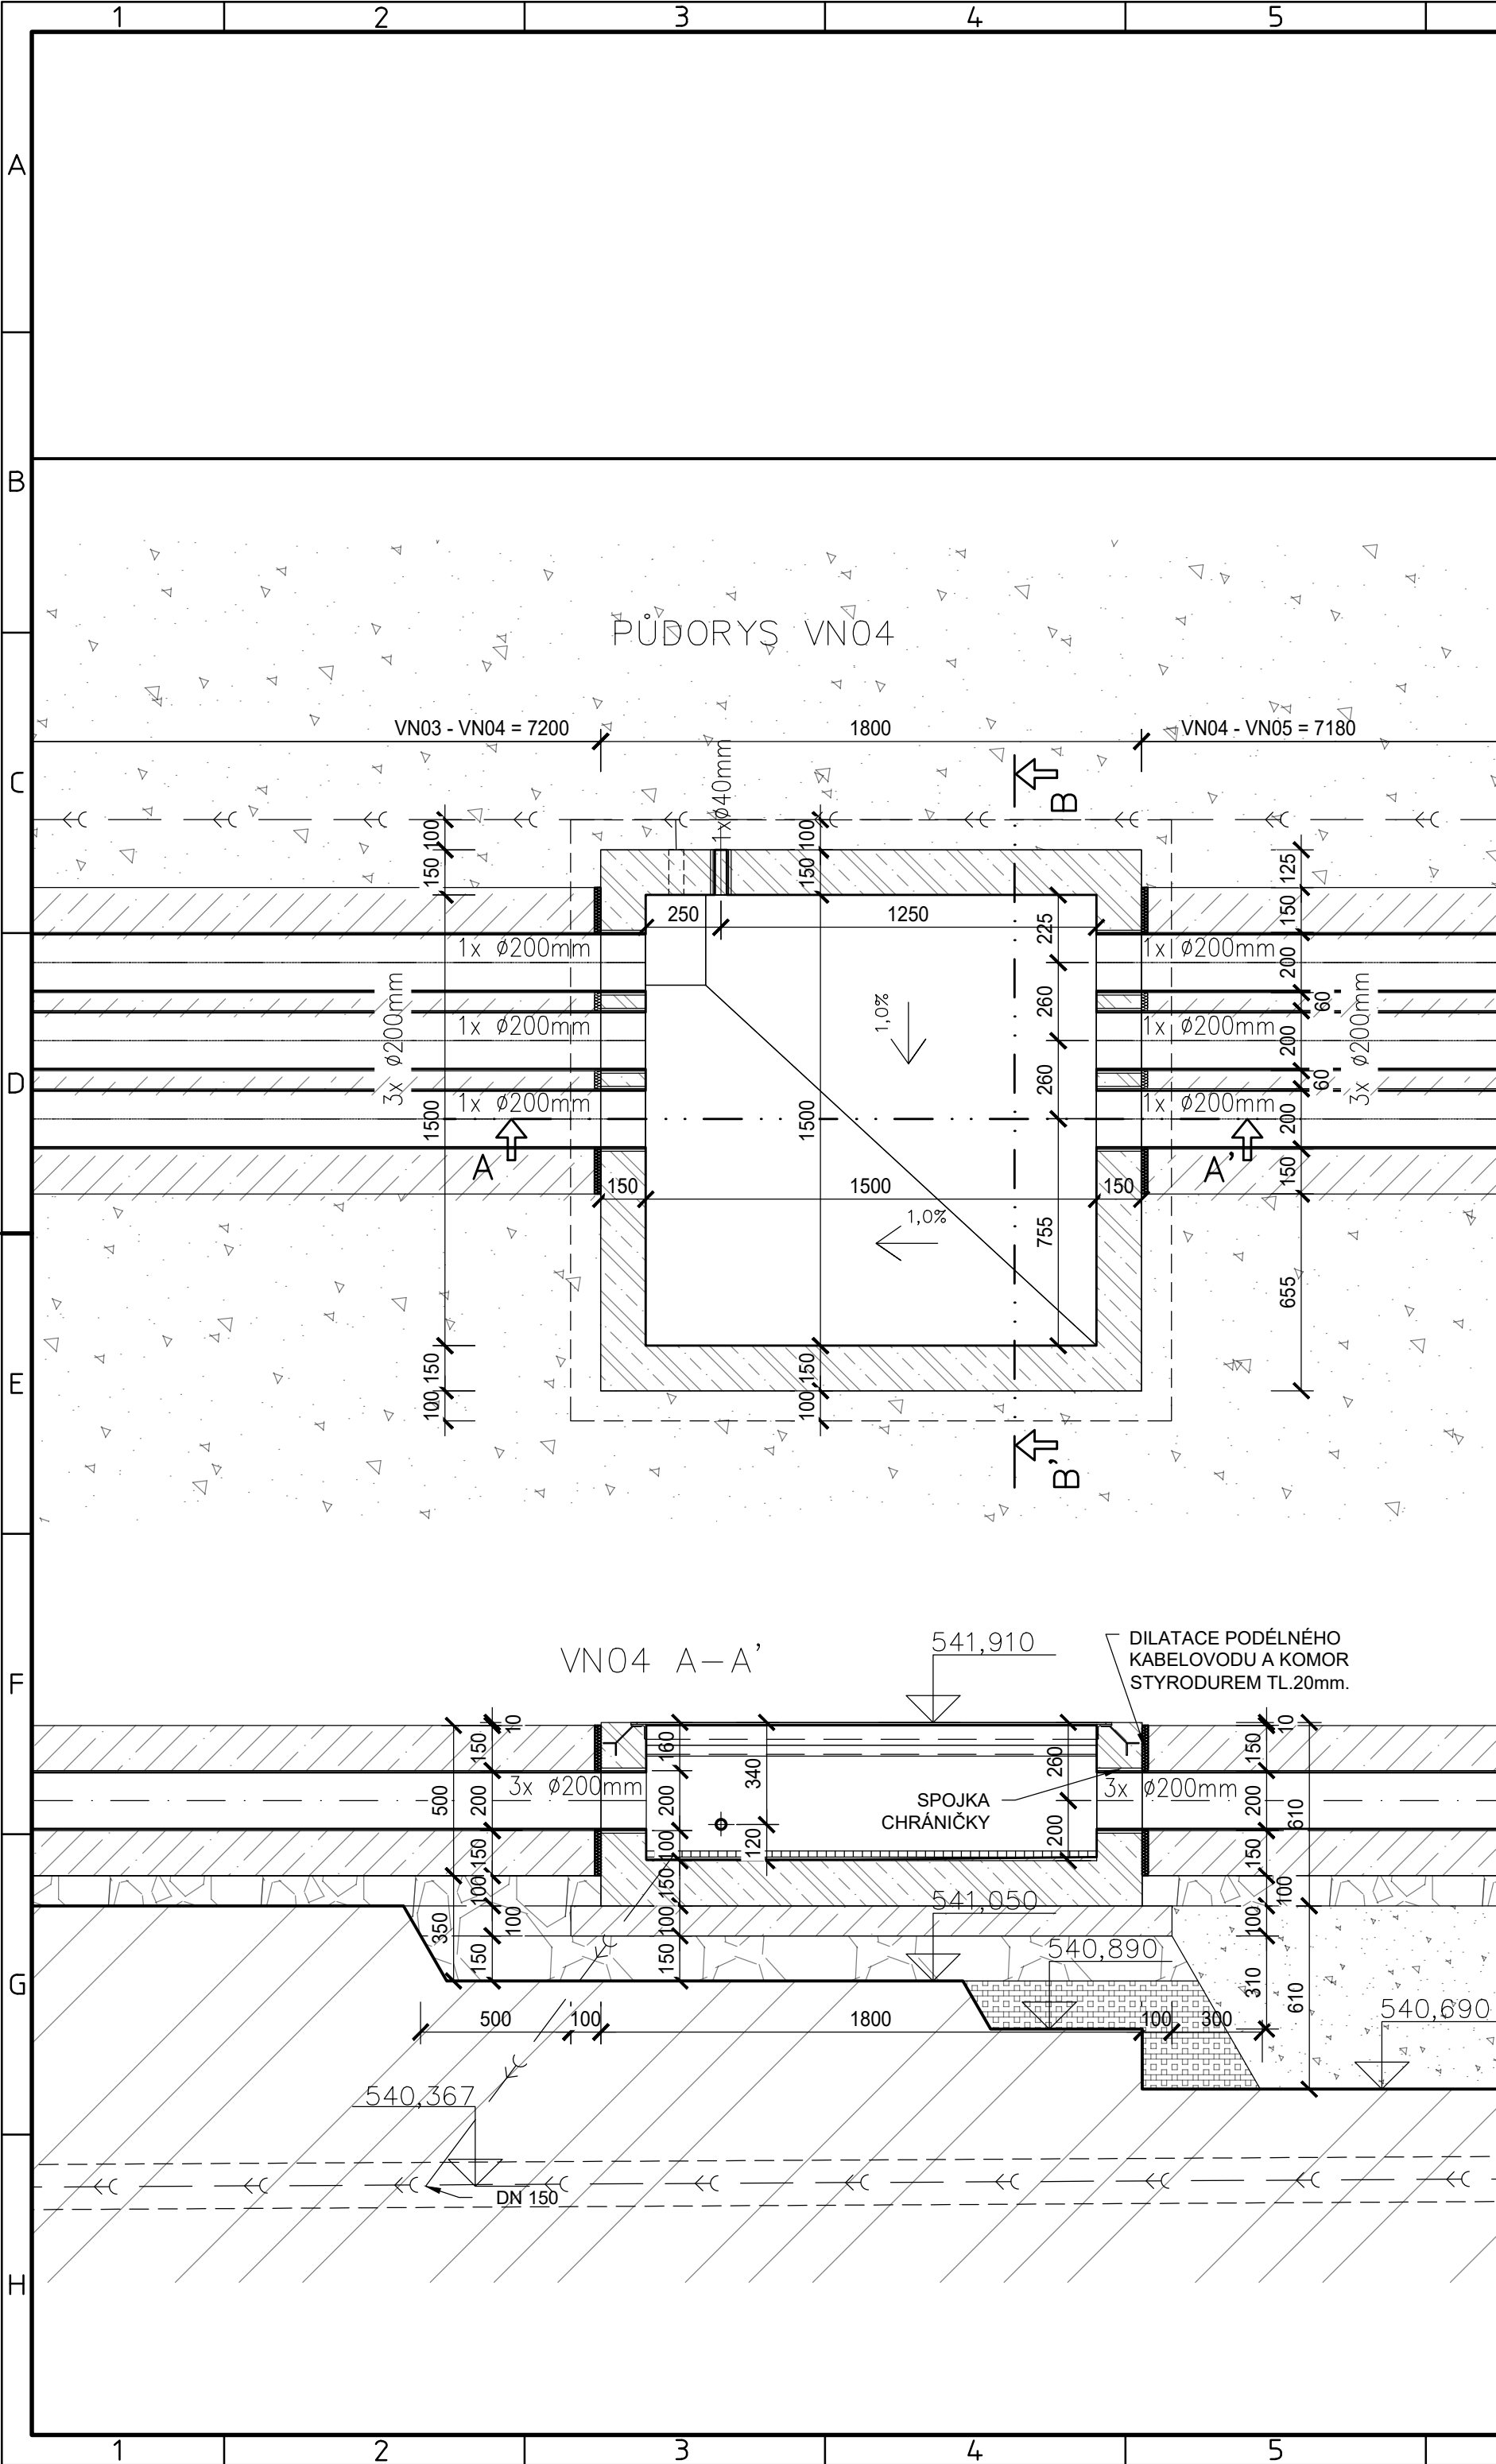 1 2 3 4 5
A
B
PŮDORYS VN04
VN03 - VN04 = 7200 1800 VN04 - VN05 = 7180
C
1xø40mm
B
100 100
150 150 125
250 1250 225 150
1x ø200mm 1x ø200mm
200
260 60
1,0%
3x ø200mm 1x ø200mm 1x ø200mm 3x ø200mm
200
D
260 60
1x ø200mm 1x ø200mm
1500 1500 200
A A'
150 1500 150 150
1,0%
755
655
E
150 150
100 100
B'
VN04 A-A'
541,910
DILATACE PODÉLNÉHO
KABELOVODU A KOMOR
STYRODUREM TL.20mm.
F
10 10
150 160 340 260 150
3x ø200mm 3x ø200mm
500 200 200 200 610
SPOJKA
CHRÁNIČKY
120 200
150 100 150
100 150 100
541,050
350 100 100 100
540,890
150 150
G
310 610
540,690
500 100 1800 100 300
540,367
DN 150
H
1 2 3 4 5